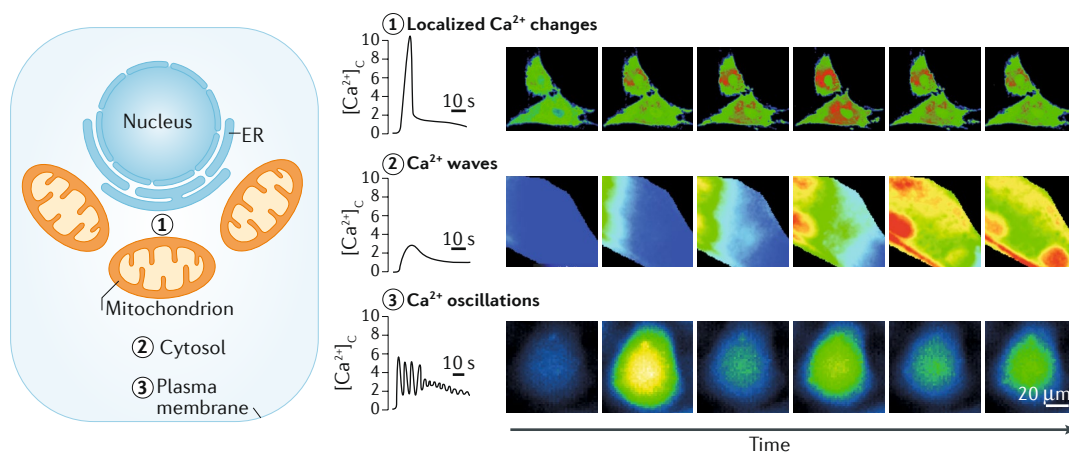 Nucleus
ER
①
Mitochondrion
② Cytosol
③ Plasma
membrane
① Localized Ca²⁺ changes
[Ca²⁺]C
10
8
6
4
2
0
10 s
② Ca²⁺ waves
[Ca²⁺]C
10
8
6
4
2
0
10 s
③ Ca²⁺ oscillations
[Ca²⁺]C
10
8
6
4
2
0
10 s
20 µm
Time